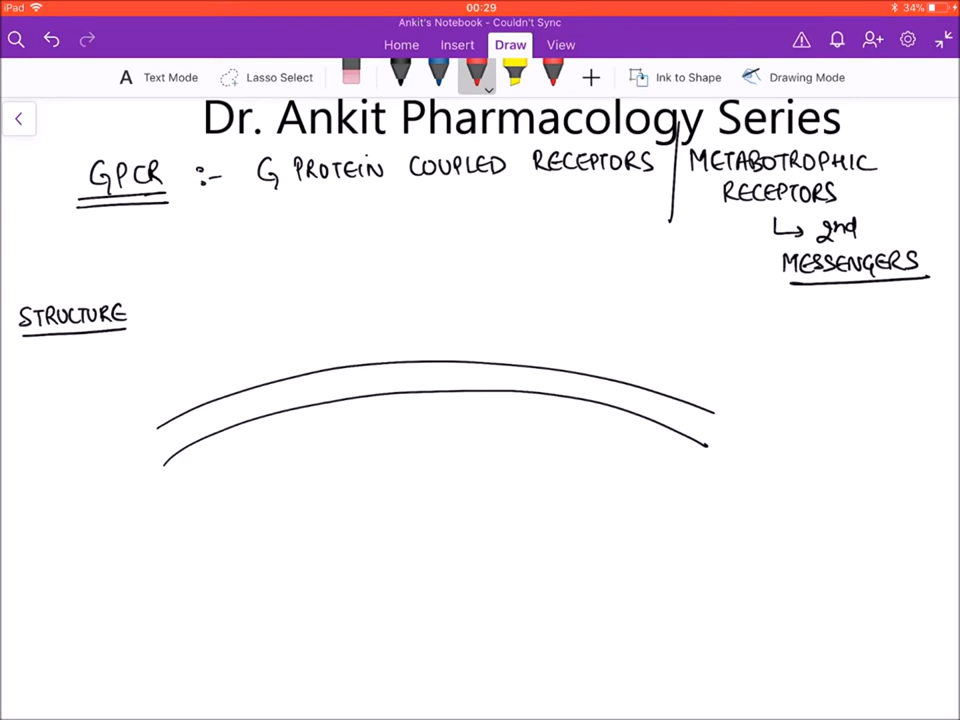 iPad 00:29 34%
Ankit's Notebook - Couldn't Sync
Home Insert Draw View
Text Mode Lasso Select Ink to Shape Drawing Mode
Dr. Ankit Pharmacology Series
GPCR :- G PROTEIN COUPLED RECEPTORS / METABOTROPHIC
RECEPTORS
↳ 2nd
MESSENGERS
STRUCTURE